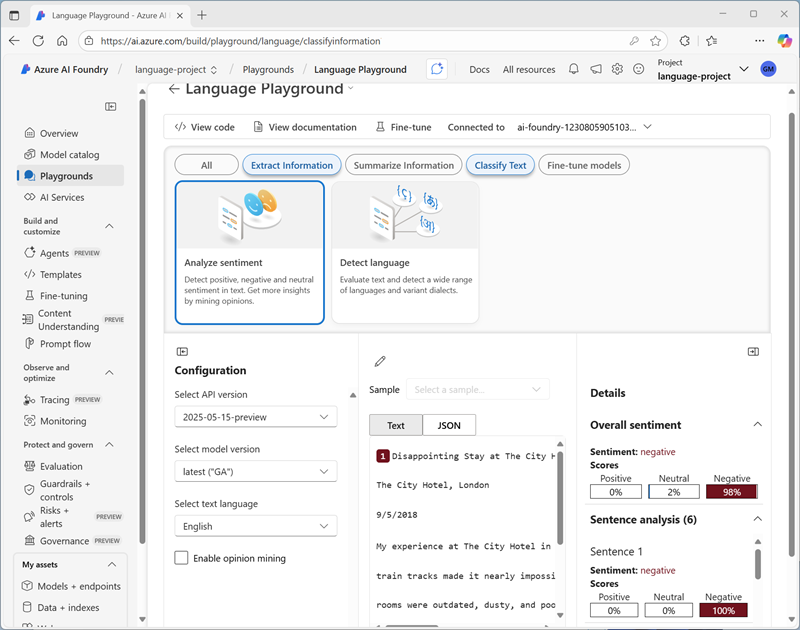 Language Playground - Azure AI
https://ai.azure.com/build/playground/language/classifyinformation
Azure AI Foundry / language-project / Playgrounds / Language Playground
Docs All resources
Project
language-project
GM
Overview
Model catalog
Playgrounds
AI Services
Build and
customize
Agents PREVIEW
Templates
Fine-tuning
Content
Understanding PREVIE
Prompt flow
Observe and
optimize
Tracing PREVIEW
Monitoring
Protect and govern
Evaluation
Guardrails +
controls
Risks +
alerts PREVIEW
Governance PREVIEW
My assets
Models + endpoints
Data + indexes
Language Playground
View code View documentation Fine-tune Connected to ai-foundry-1230805905103...
All Extract Information Summarize Information Classify Text Fine-tune models
Analyze sentiment
Detect positive, negative and neutral
sentiment in text. Get more insights
by mining opinions.
Detect language
Evaluate text and detect a wide range
of languages and variant dialects.
Configuration
Select API version
2025-05-15-preview
Select model version
latest ("GA")
Select text language
English
Enable opinion mining
Sample Select a sample...
Text JSON
1 Disappointing Stay at The City H
The City Hotel, London
9/5/2018
My experience at The City Hotel in
train tracks made it nearly impossi
rooms were outdated, dusty, and poo
Details
Overall sentiment
Sentiment: negative
Scores
Positive Neutral Negative
0% 2% 98%
Sentence analysis (6)
Sentence 1
Sentiment: negative
Scores
Positive Neutral Negative
0% 0% 100%